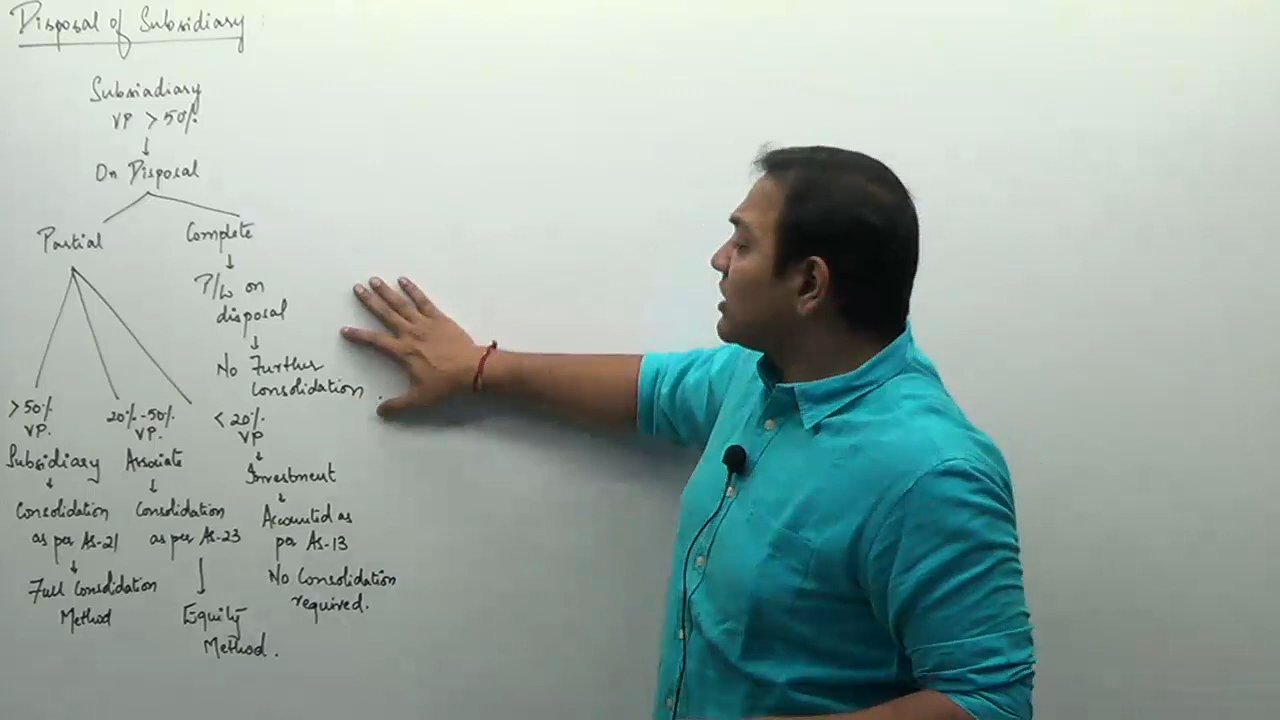 Disposal of Subsidiary :
Subsiadiary
VP > 50%
On Disposal
Partial
Complete
P/L on
disposal
No Further
Consolidation.
> 50%
VP.
Subsidiary
Consolidation
as per AS-21
Full Consolidation
Method
20%-50%
VP.
Associate
Consolidation
as per AS-23
Equity
Method.
< 20%
VP
Investment
Accounted as
per AS-13
No Consolidation
required.